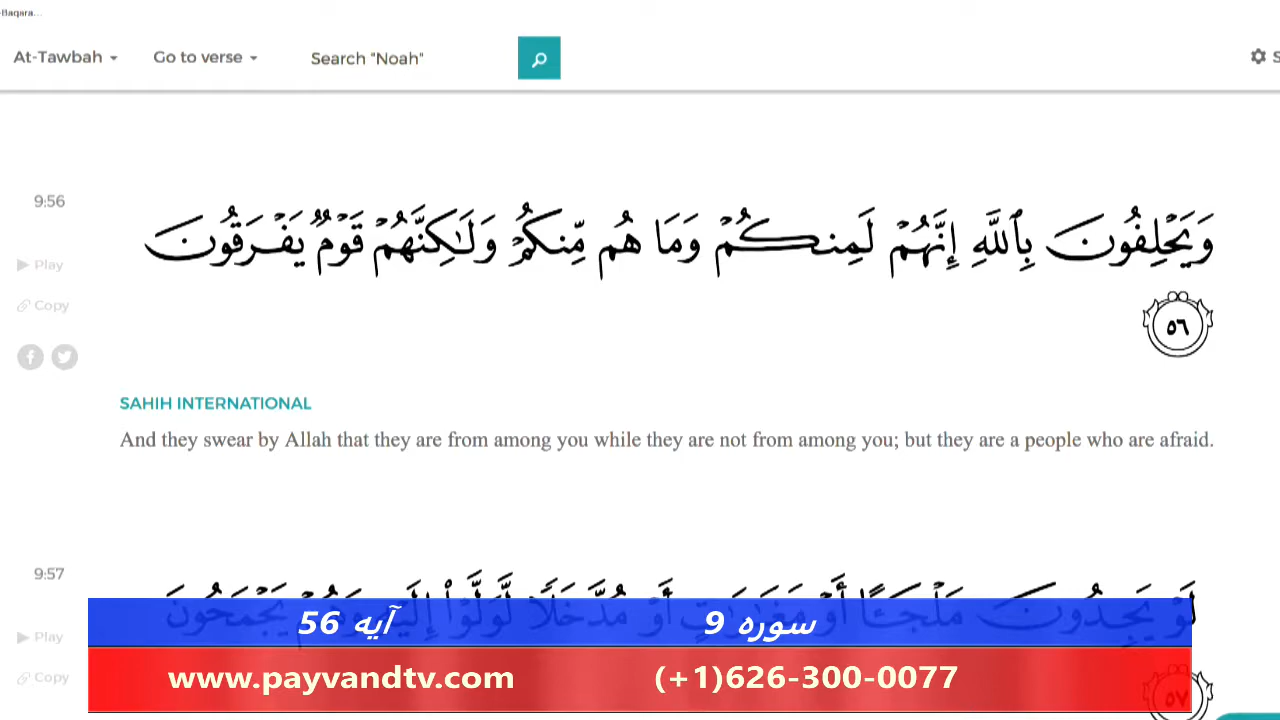 -Baqara...
At-Tawbah Go to verse Search "Noah"
9:56
وَيَحْلِفُونَ بِٱللَّهِ إِنَّهُمْ لَمِنكُمْ وَمَا هُم مِّنكُمْ وَلَـٰكِنَّهُمْ قَوْمٌ يَفْرَقُونَ
٥٦
Play
Copy
SAHIH INTERNATIONAL
And they swear by Allah that they are from among you while they are not from among you; but they are a people who are afraid.
9:57
لَوْ يَجِدُونَ مَلْجَـًٔا أَوْ مَغَـٰرَٰتٍ أَوْ مُدَّخَلًا لَّوَلَّوْا۟ إِلَيْهِ وَهُمْ يَجْمَحُونَ
سوره 9 آیه 56
Play
www.payvandtv.com (+1)626-300-0077
Copy
٥٧